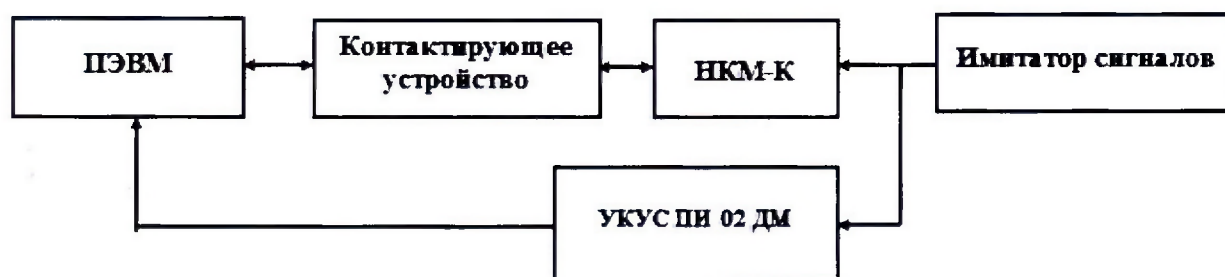 ПЭВМ
Контактирующее
устройство
НКМ-К
Имитатор сигналов
УКУС ПИ 02 ДМ